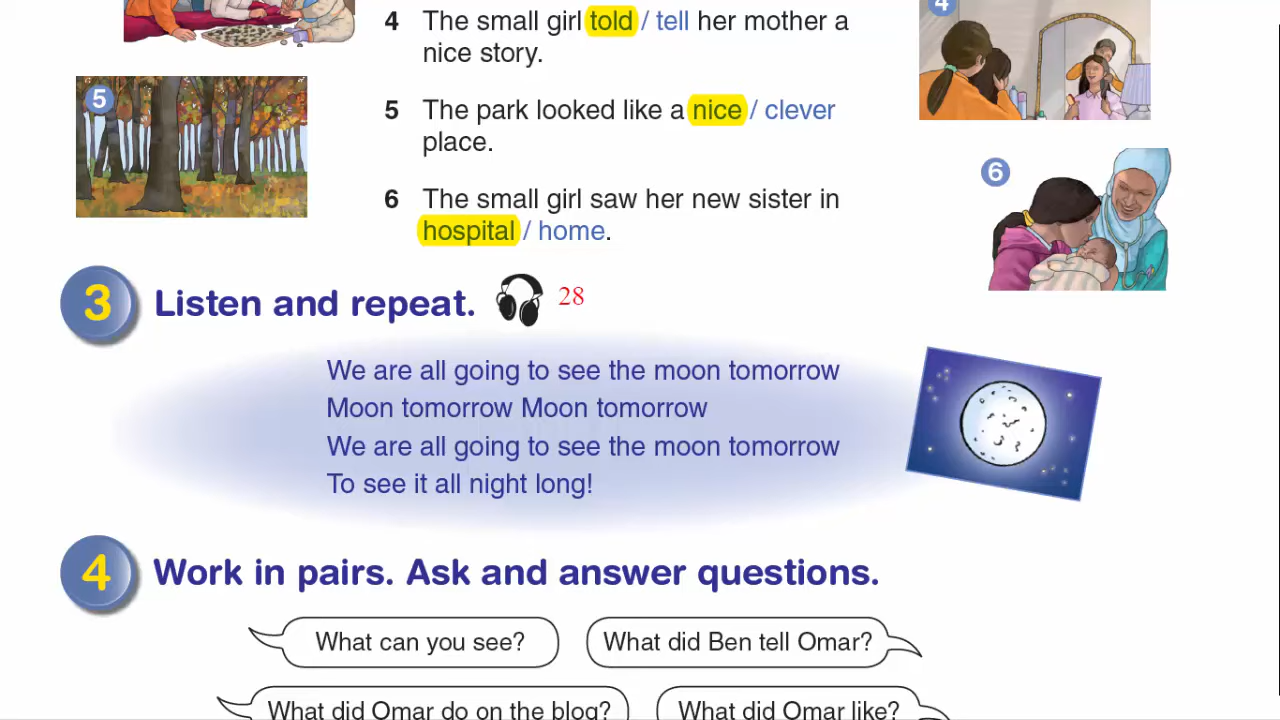 4 The small girl told / tell her mother a
nice story.
4
5
5 The park looked like a nice / clever
place.
6 The small girl saw her new sister in
hospital / home.
6
3 Listen and repeat. 28
We are all going to see the moon tomorrow
Moon tomorrow Moon tomorrow
We are all going to see the moon tomorrow
To see it all night long!
4 Work in pairs. Ask and answer questions.
What can you see? What did Ben tell Omar?
What did Omar do on the blog? What did Omar like?